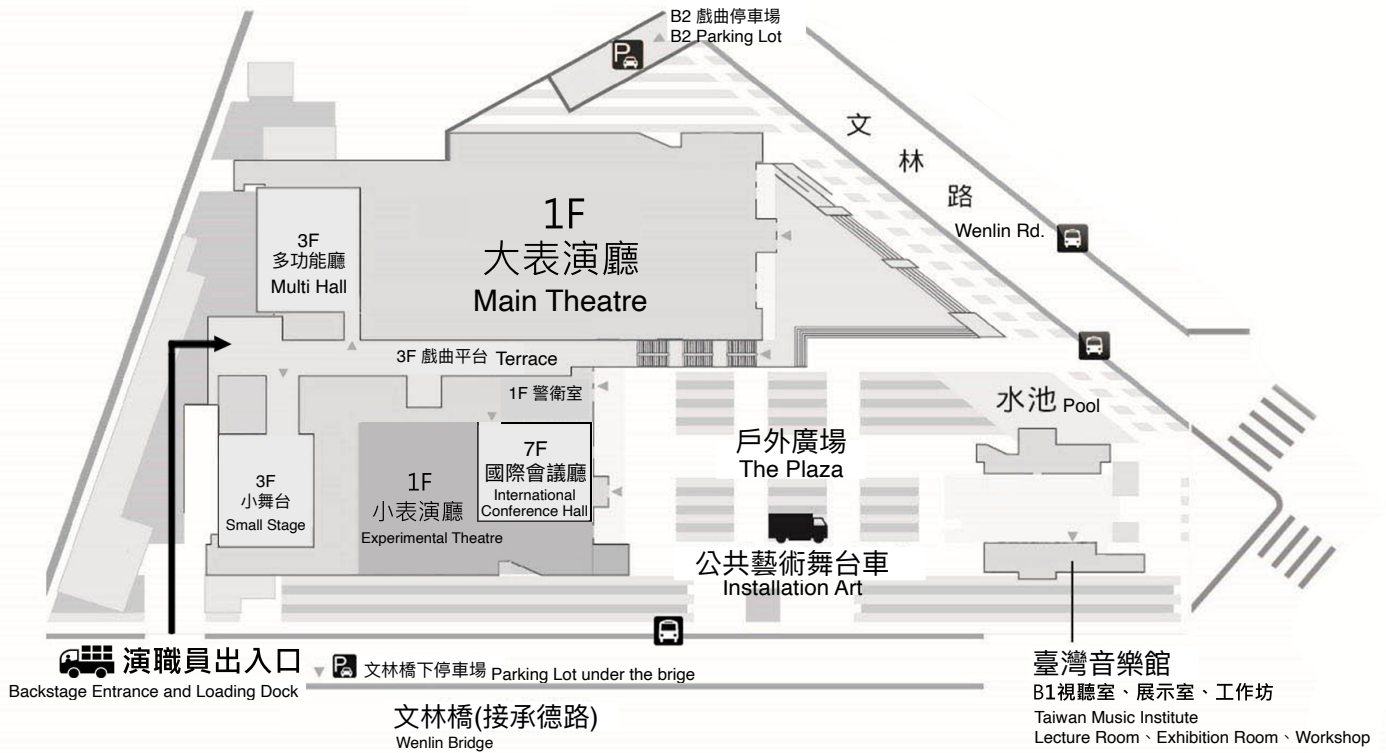 B2 戲曲停車場
B2 Parking Lot
文
林
路
Wenlin Rd.
1F
大表演廳
Main Theatre
3F
多功能廳
Multi Hall
3F 戲曲平台 Terrace
1F 警衛室
水池 Pool
戶外廣場
The Plaza
7F
國際會議廳
International
Conference Hall
1F
小表演廳
Experimental Theatre
3F
小舞台
Small Stage
公共藝術舞台車
Installation Art
演職員出入口
Backstage Entrance and Loading Dock
P 文林橋下停車場 Parking Lot under the brige
文林橋(接承德路)
Wenlin Bridge
臺灣音樂館
B1視聽室、展示室、工作坊
Taiwan Music Institute
Lecture Room、Exhibition Room、Workshop
P